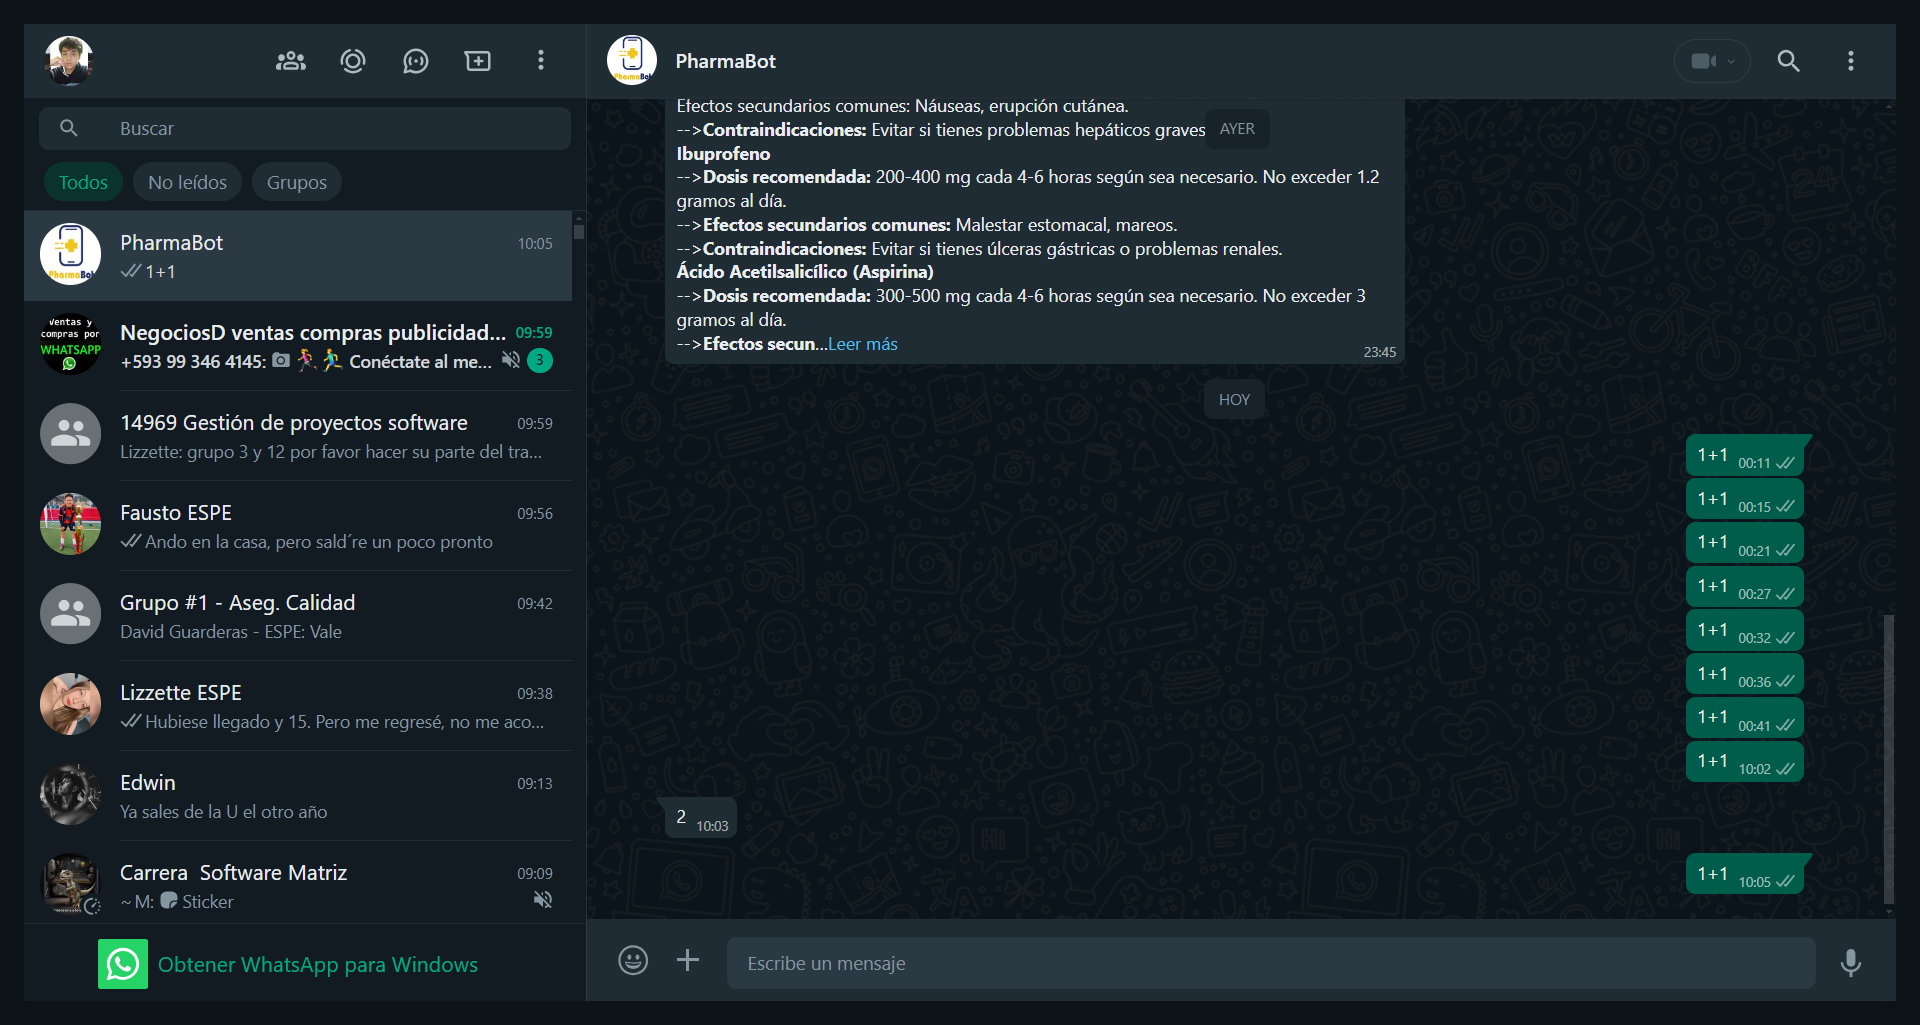 Buscar
Todos
No leídos
Grupos
PharmaBot
10:05
1+1
Ventas y
compras por
WHATSAPP
NegociosD ventas compras publicidad...
09:59
+593 99 346 4145: Conéctate al me...
3
14969 Gestión de proyectos software
09:59
Lizzette: grupo 3 y 12 por favor hacer su parte del tra...
Fausto ESPE
09:56
Ando en la casa, pero sald´re un poco pronto
Grupo #1 - Aseg. Calidad
09:42
David Guarderas - ESPE: Vale
Lizzette ESPE
09:38
Hubiese llegado y 15. Pero me regresé, no me aco...
Edwin
09:13
Ya sales de la U el otro año
Carrera  Software Matriz
09:09
~ M: Sticker
Obtener WhatsApp para Windows
PharmaBot
PharmaBot
Efectos secundarios comunes: Náuseas, erupción cutánea.
-->Contraindicaciones: Evitar si tienes problemas hepáticos graves
AYER
Ibuprofeno
-->Dosis recomendada: 200-400 mg cada 4-6 horas según sea necesario. No exceder 1.2
gramos al día.
-->Efectos secundarios comunes: Malestar estomacal, mareos.
-->Contraindicaciones: Evitar si tienes úlceras gástricas o problemas renales.
Ácido Acetilsalicílico (Aspirina)
-->Dosis recomendada: 300-500 mg cada 4-6 horas según sea necesario. No exceder 3
gramos al día.
-->Efectos secun...Leer más
23:45
HOY
1+1 00:11
1+1 00:15
1+1 00:21
1+1 00:27
1+1 00:32
1+1 00:36
1+1 00:41
1+1 10:02
2 10:03
1+1 10:05
Escribe un mensaje